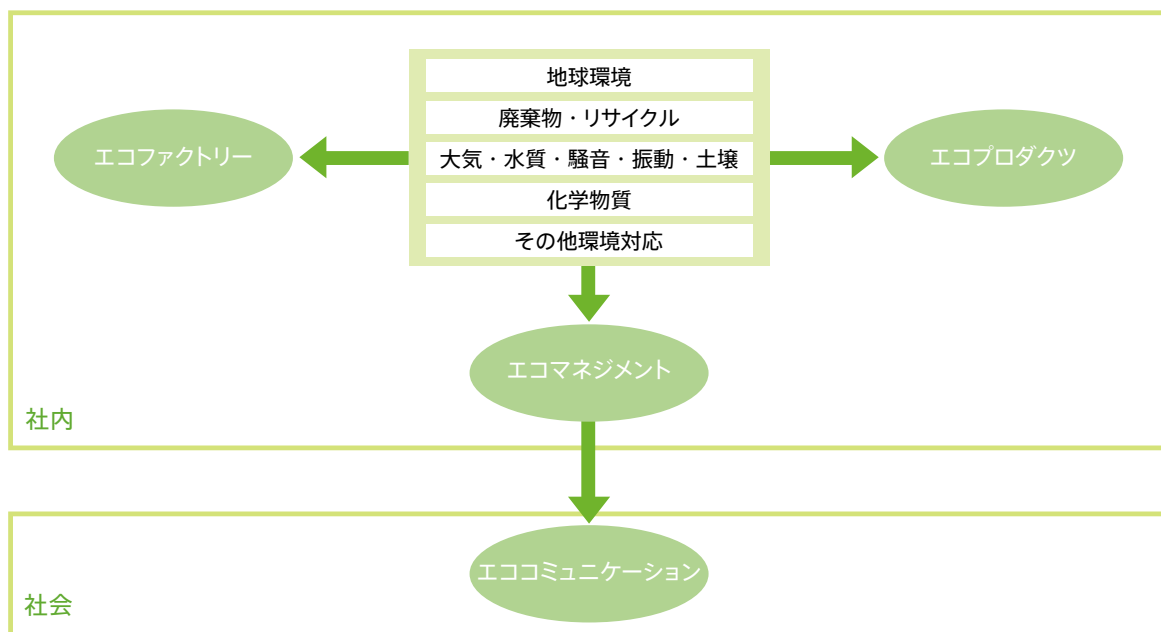 地球環境
廃棄物・リサイクル
大気・水質・騒音・振動・土壌
化学物質
その他環境対応
エコファクトリー
エコプロダクツ
エコマネジメント
社内
エココミュニケーション
社会